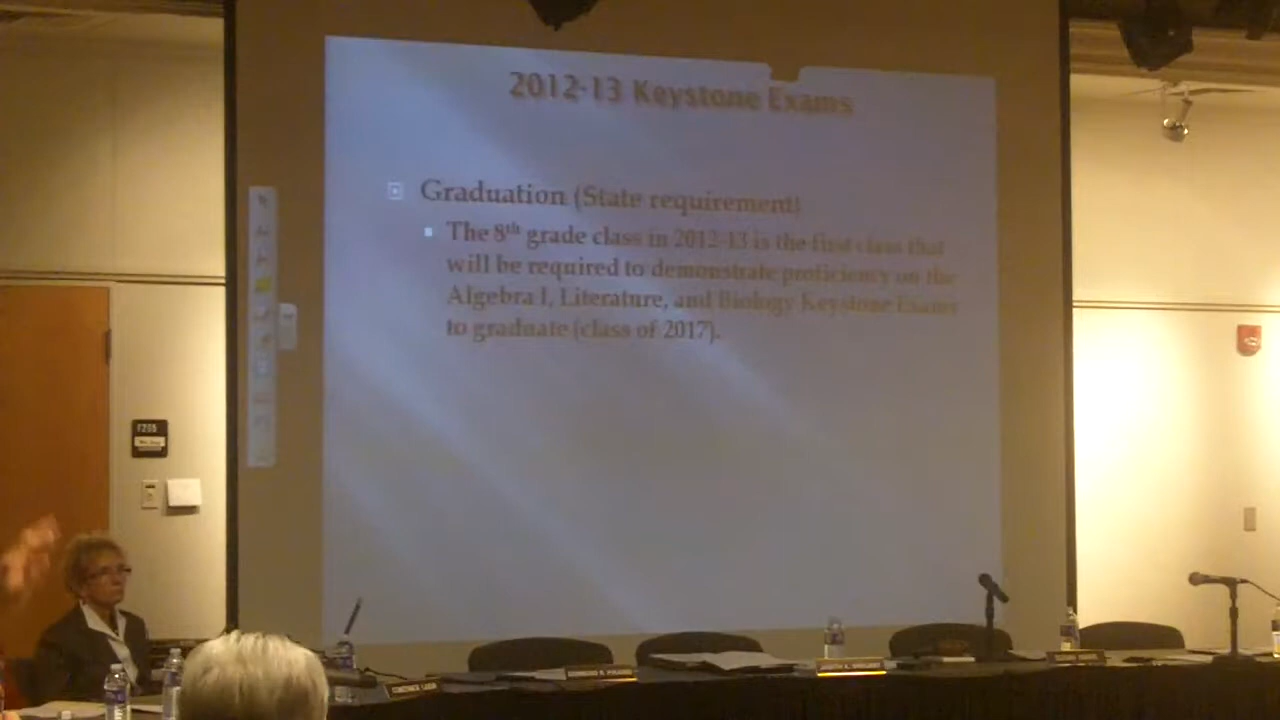 2012-13 Keystone Exams
Graduation (State requirement)
The 8th grade class in 2012-13 is the first class that
will be required to demonstrate proficiency on the
Algebra I, Literature, and Biology Keystone Exams
to graduate (class of 2017).
F205